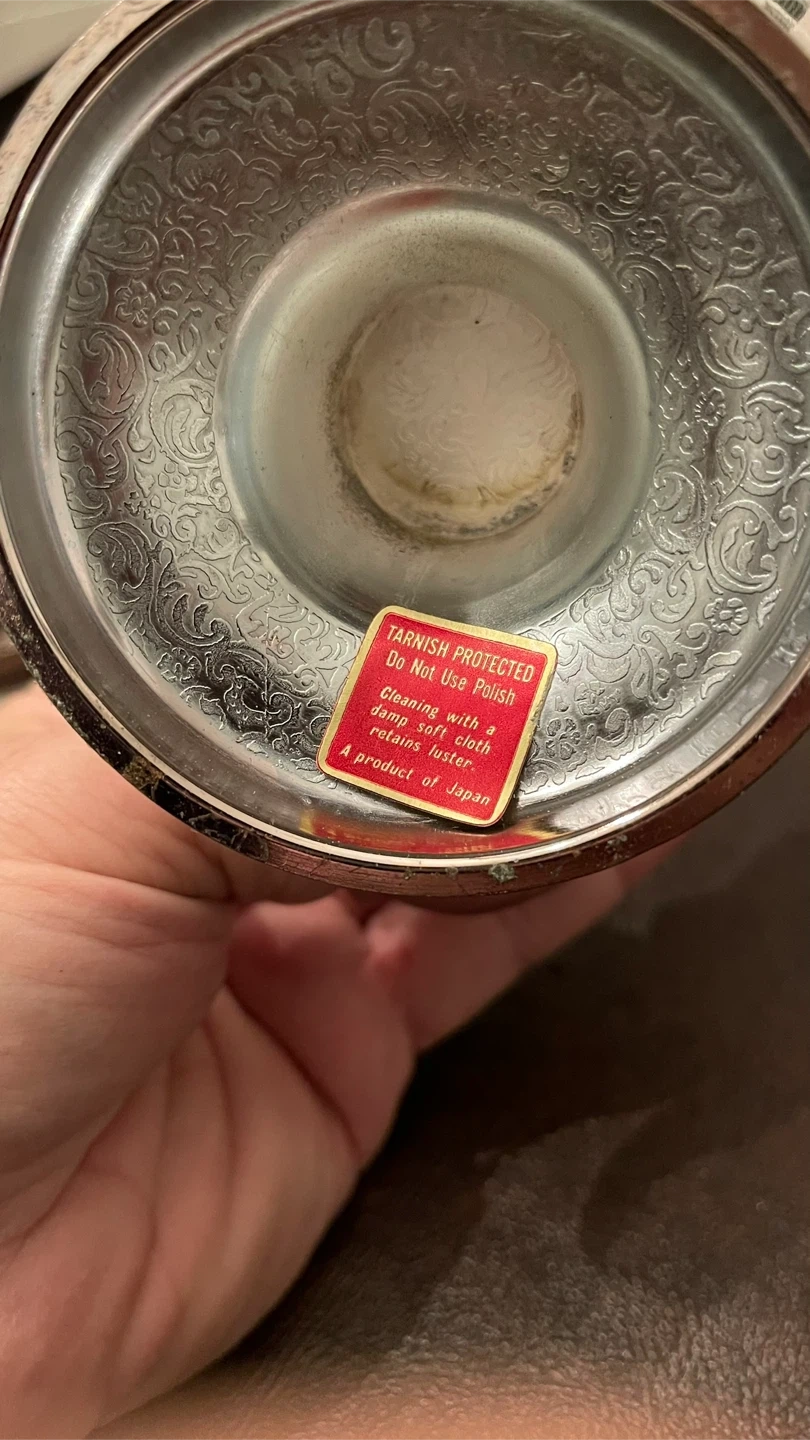 TARNISH PROTECTED
Do Not Use Polish
Cleaning with a
damp soft cloth
retains luster.
A product of Japan